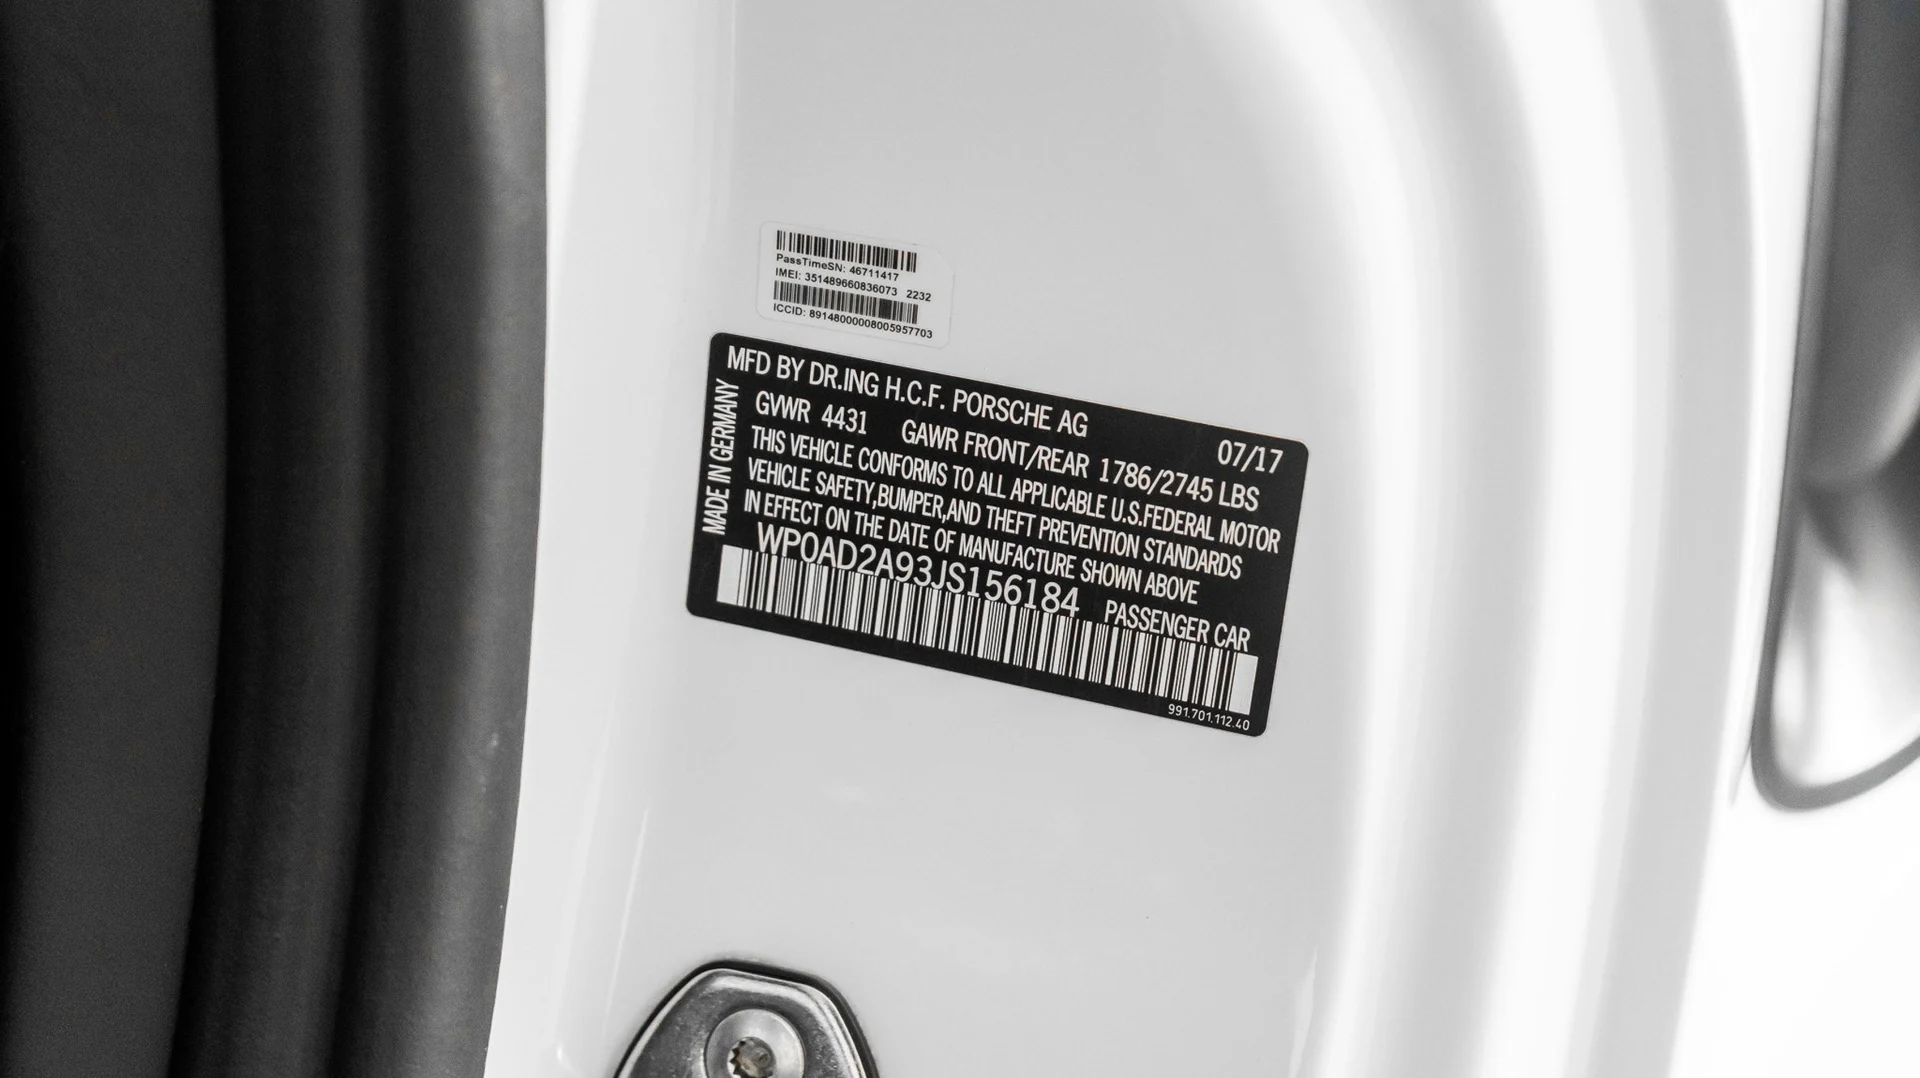 PassTimeSN: 46711417
IMEI: 351489660836073 2232
ICCID: 89148000008005957703
MFD BY DR.ING H.C.F. PORSCHE AG 07/17
GVWR 4431 GAWR FRONT/REAR 1786/2745 LBS
THIS VEHICLE CONFORMS TO ALL APPLICABLE U.S.FEDERAL MOTOR
VEHICLE SAFETY,BUMPER,AND THEFT PREVENTION STANDARDS
IN EFFECT ON THE DATE OF MANUFACTURE SHOWN ABOVE
WP0AD2A93JS156184 PASSENGER CAR
991.701.112.40
MADE IN GERMANY